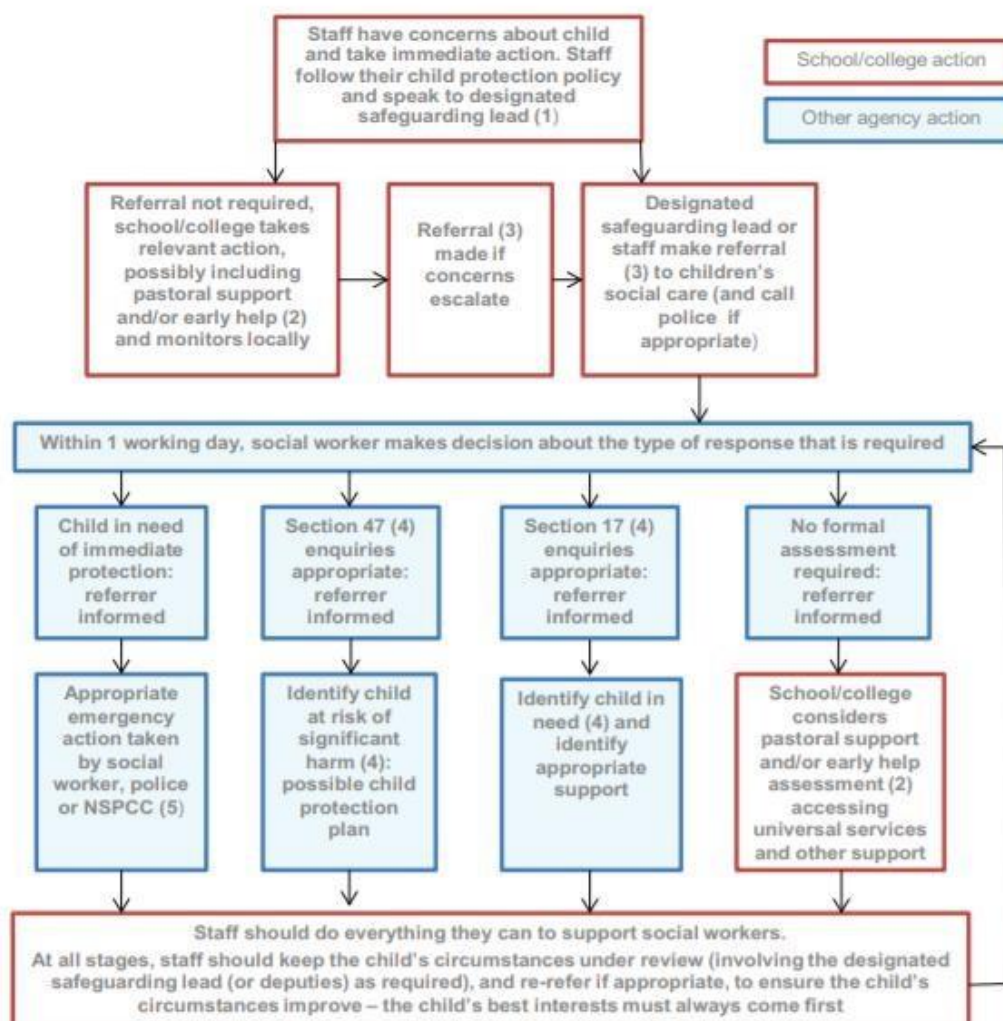 Staff have concerns about child
and take immediate action. Staff
follow their child protection policy
and speak to designated
safeguarding lead (1)
School/college action
Other agency action
Referral not required,
school/college takes
relevant action,
possibly including
pastoral support
and/or early help (2)
and monitors locally
Referral (3)
made if
concerns
escalate
Designated
safeguarding lead or
staff make referral
(3) to children's
social care (and call
police if
appropriate)
Within 1 working day, social worker makes decision about the type of response that is required
Child in need
of immediate
protection:
referrer
informed
Section 47 (4)
enquiries
appropriate:
referrer
informed
Section 17 (4)
enquiries
appropriate:
referrer
informed
No formal
assessment
required:
referrer
informed
Appropriate
emergency
action taken
by social
worker, police
or NSPCC (5)
Identify child
at risk of
significant
harm (4):
possible child
protection
plan
Identify child in
need (4) and
identify
appropriate
support
School/college
considers
pastoral support
and/or early help
assessment (2)
accessing
universal services
and other support
Staff should do everything they can to support social workers.
At all stages, staff should keep the child's circumstances under review (involving the designated
safeguarding lead (or deputies) as required), and re-refer if appropriate, to ensure the child's
circumstances improve – the child's best interests must always come first